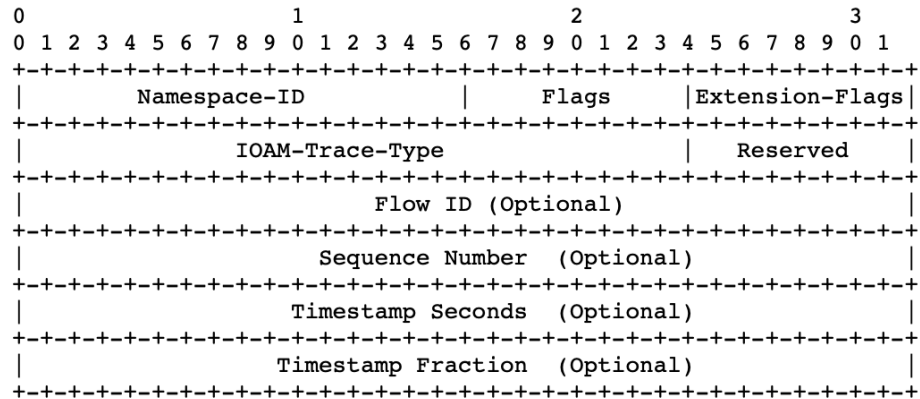 0                   1                   2                   3
0 1 2 3 4 5 6 7 8 9 0 1 2 3 4 5 6 7 8 9 0 1 2 3 4 5 6 7 8 9 0 1
+-+-+-+-+-+-+-+-+-+-+-+-+-+-+-+-+-+-+-+-+-+-+-+-+-+-+-+-+-+-+-+-+
|        Namespace-ID           |     Flags     |Extension-Flags|
+-+-+-+-+-+-+-+-+-+-+-+-+-+-+-+-+-+-+-+-+-+-+-+-+-+-+-+-+-+-+-+-+
|               IOAM-Trace-Type                 |   Reserved    |
+-+-+-+-+-+-+-+-+-+-+-+-+-+-+-+-+-+-+-+-+-+-+-+-+-+-+-+-+-+-+-+-+
|                         Flow ID (Optional)                    |
+-+-+-+-+-+-+-+-+-+-+-+-+-+-+-+-+-+-+-+-+-+-+-+-+-+-+-+-+-+-+-+-+
|                     Sequence Number  (Optional)               |
+-+-+-+-+-+-+-+-+-+-+-+-+-+-+-+-+-+-+-+-+-+-+-+-+-+-+-+-+-+-+-+-+
|                   Timestamp Seconds  (Optional)               |
+-+-+-+-+-+-+-+-+-+-+-+-+-+-+-+-+-+-+-+-+-+-+-+-+-+-+-+-+-+-+-+-+
|                  Timestamp Fraction  (Optional)               |
+-+-+-+-+-+-+-+-+-+-+-+-+-+-+-+-+-+-+-+-+-+-+-+-+-+-+-+-+-+-+-+-+